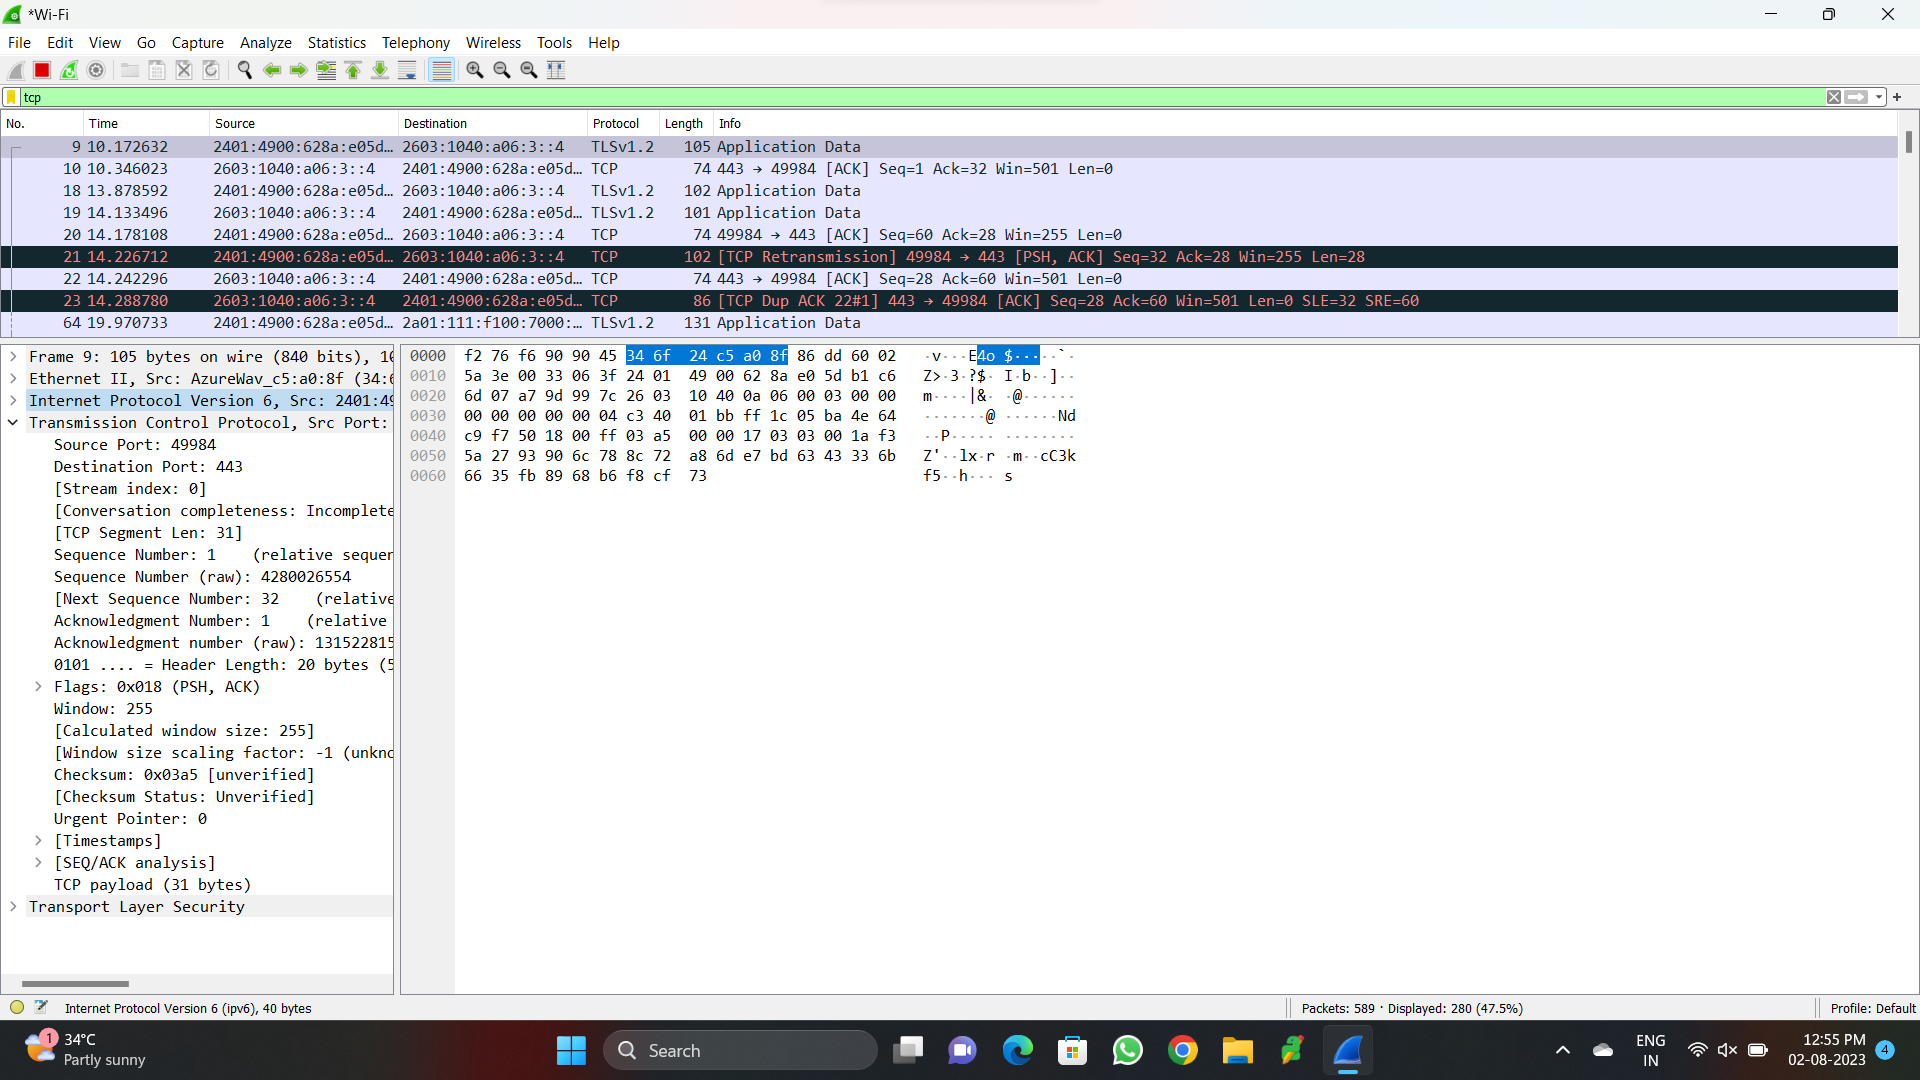 *Wi-Fi
File Edit View Go Capture Analyze Statistics Telephony Wireless Tools Help
tcp
No. Time Source Destination Protocol Length Info
9 10.172632 2401:4900:628a:e05d… 2603:1040:a06:3::4 TLSv1.2 105 Application Data
10 10.346023 2603:1040:a06:3::4 2401:4900:628a:e05d… TCP 74 443 → 49984 [ACK] Seq=1 Ack=32 Win=501 Len=0
18 13.878592 2401:4900:628a:e05d… 2603:1040:a06:3::4 TLSv1.2 102 Application Data
19 14.133496 2603:1040:a06:3::4 2401:4900:628a:e05d… TLSv1.2 101 Application Data
20 14.178108 2401:4900:628a:e05d… 2603:1040:a06:3::4 TCP 74 49984 → 443 [ACK] Seq=60 Ack=28 Win=255 Len=0
21 14.226712 2401:4900:628a:e05d… 2603:1040:a06:3::4 TCP 102 [TCP Retransmission] 49984 → 443 [PSH, ACK] Seq=32 Ack=28 Win=255 Len=28
22 14.242296 2603:1040:a06:3::4 2401:4900:628a:e05d… TCP 74 443 → 49984 [ACK] Seq=28 Ack=60 Win=501 Len=0
23 14.288780 2603:1040:a06:3::4 2401:4900:628a:e05d… TCP 86 [TCP Dup ACK 22#1] 443 → 49984 [ACK] Seq=28 Ack=60 Win=501 Len=0 SLE=32 SRE=60
64 19.970733 2401:4900:628a:e05d… 2a01:111:f100:7000:… TLSv1.2 131 Application Data
Frame 9: 105 bytes on wire (840 bits), 10
Ethernet II, Src: AzureWav_c5:a0:8f (34:6
Internet Protocol Version 6, Src: 2401:49
Transmission Control Protocol, Src Port:
Source Port: 49984
Destination Port: 443
[Stream index: 0]
[Conversation completeness: Incomplete
[TCP Segment Len: 31]
Sequence Number: 1 (relative sequen
Sequence Number (raw): 4280026554
[Next Sequence Number: 32 (relative
Acknowledgment Number: 1 (relative
Acknowledgment number (raw): 131522815
0101 .... = Header Length: 20 bytes (5
Flags: 0x018 (PSH, ACK)
Window: 255
[Calculated window size: 255]
[Window size scaling factor: -1 (unkno
Checksum: 0x03a5 [unverified]
[Checksum Status: Unverified]
Urgent Pointer: 0
[Timestamps]
[SEQ/ACK analysis]
TCP payload (31 bytes)
Transport Layer Security
0000 f2 76 f6 90 90 45 34 6f 24 c5 a0 8f 86 dd 60 02 ·v···E4o $·····`·
0010 5a 3e 00 33 06 3f 24 01 49 00 62 8a e0 5d b1 c6 Z>·3·?$· I·b··]··
0020 6d 07 a7 9d 99 7c 26 03 10 40 0a 06 00 03 00 00 m····|&· ·@······
0030 00 00 00 00 00 04 c3 40 01 bb ff 1c 05 ba 4e 64 ·······@ ······Nd
0040 c9 f7 50 18 00 ff 03 a5 00 00 17 03 03 00 1a f3 ··P····· ········
0050 5a 27 93 90 6c 78 8c 72 a8 6d e7 bd 63 43 33 6b Z'··lx·r ·m··cC3k
0060 66 35 fb 89 68 b6 f8 cf 73 f5··h··· s
Internet Protocol Version 6 (ipv6), 40 bytes
Packets: 589 · Displayed: 280 (47.5%)
Profile: Default
1
34°C
Partly sunny
Search
ENG
IN
12:55 PM
02-08-2023
4